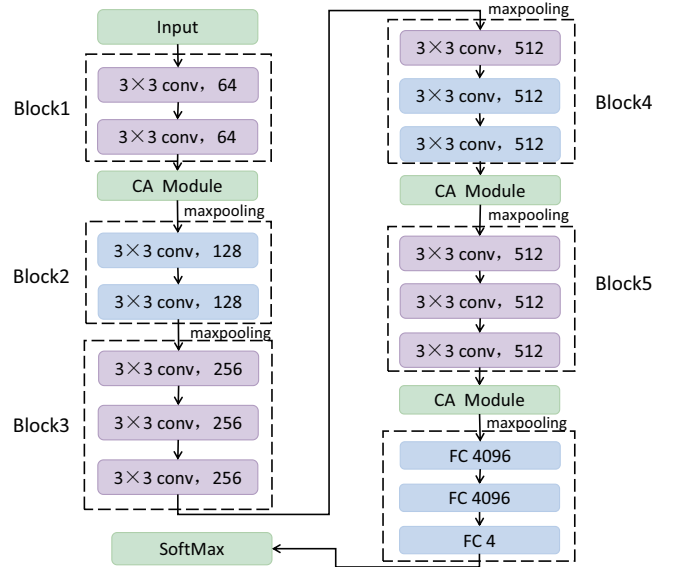 Input
Block1
3×3 conv，64
3×3 conv，64
CA Module
maxpooling
Block2
3×3 conv，128
3×3 conv，128
maxpooling
Block3
3×3 conv，256
3×3 conv，256
3×3 conv，256
maxpooling
Block4
3×3 conv，512
3×3 conv，512
3×3 conv，512
CA Module
maxpooling
Block5
3×3 conv，512
3×3 conv，512
3×3 conv，512
CA Module
maxpooling
FC 4096
FC 4096
FC 4
SoftMax